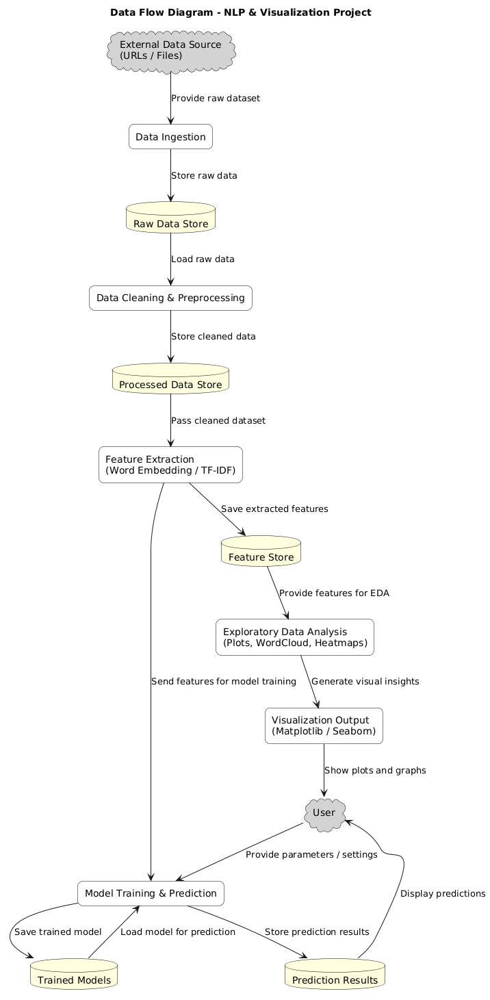 Data Flow Diagram - NLP & Visualization Project
External Data Source
(URLs / Files)
Provide raw dataset
Data Ingestion
Store raw data
Raw Data Store
Load raw data
Data Cleaning & Preprocessing
Store cleaned data
Processed Data Store
Pass cleaned dataset
Feature Extraction
(Word Embedding / TF-IDF)
Save extracted features
Feature Store
Provide features for EDA
Exploratory Data Analysis
(Plots, WordCloud, Heatmaps)
Send features for model training
Generate visual insights
Visualization Output
(Matplotlib / Seaborn)
Show plots and graphs
User
Provide parameters / settings
Model Training & Prediction
Display predictions
Save trained model
Load model for prediction
Store prediction results
Trained Models
Prediction Results